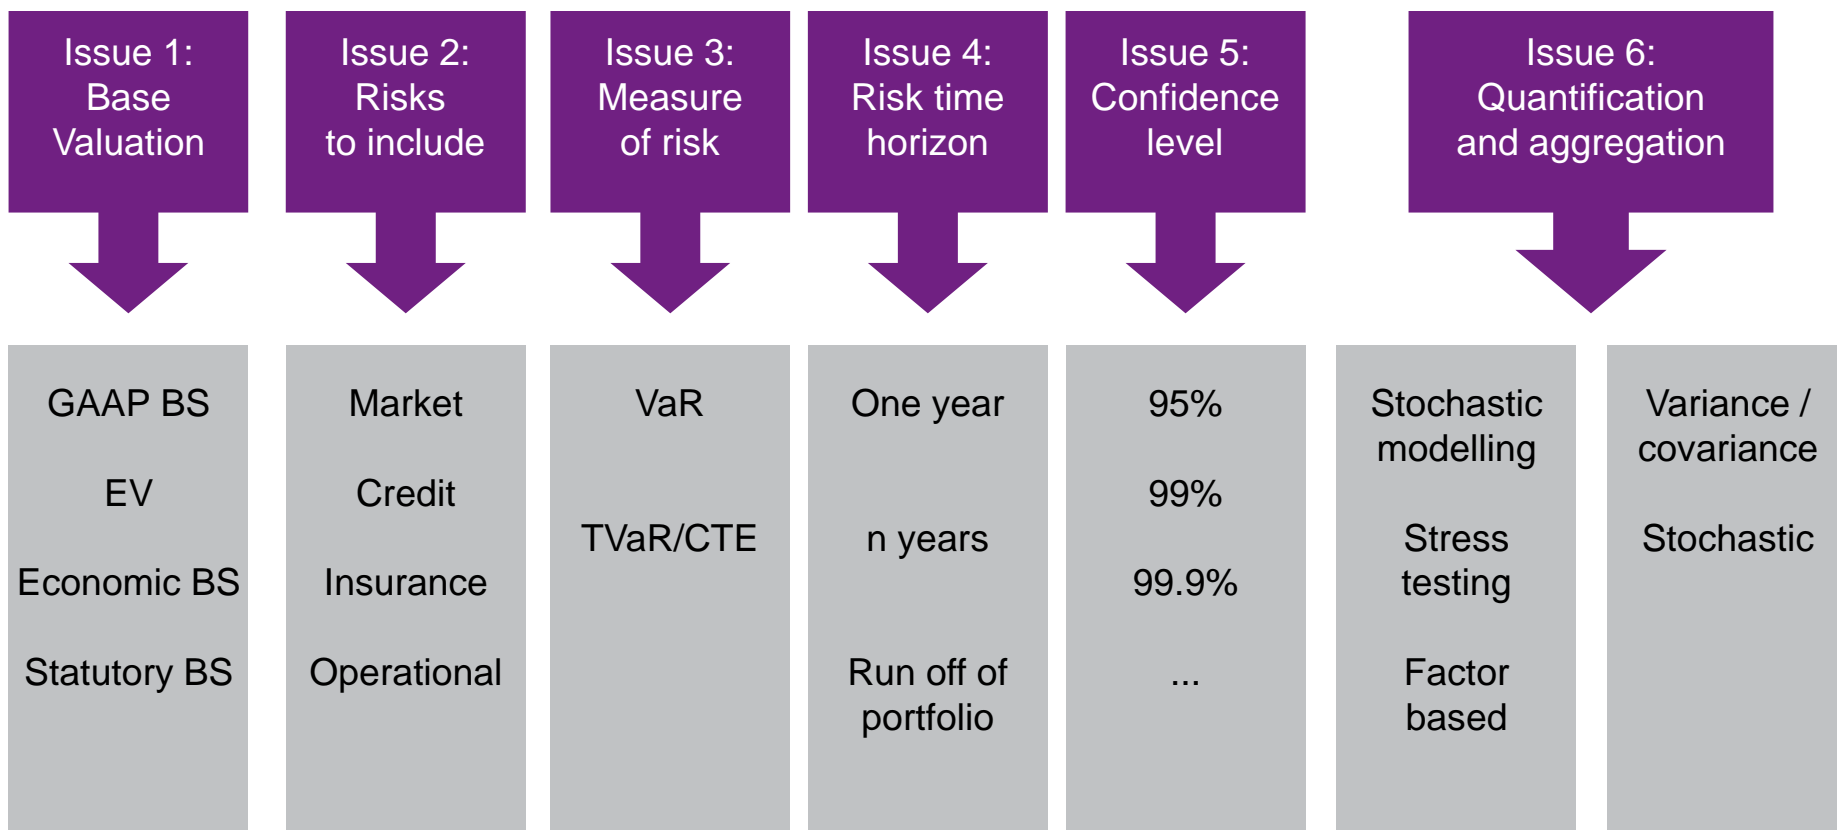 Issue 1:
Base
Valuation
Issue 2:
Risks
to include
Issue 3:
Measure
of risk
Issue 4:
Risk time
horizon
Issue 5:
Confidence
level
Issue 6:
Quantification
and aggregation
GAAP BS
EV
Economic BS
Statutory BS
Market
Credit
Insurance
Operational
VaR
TVaR/CTE
One year
n years
Run off of
portfolio
95%
99%
99.9%
...
Stochastic
modelling
Stress
testing
Factor
based
Variance /
covariance
Stochastic